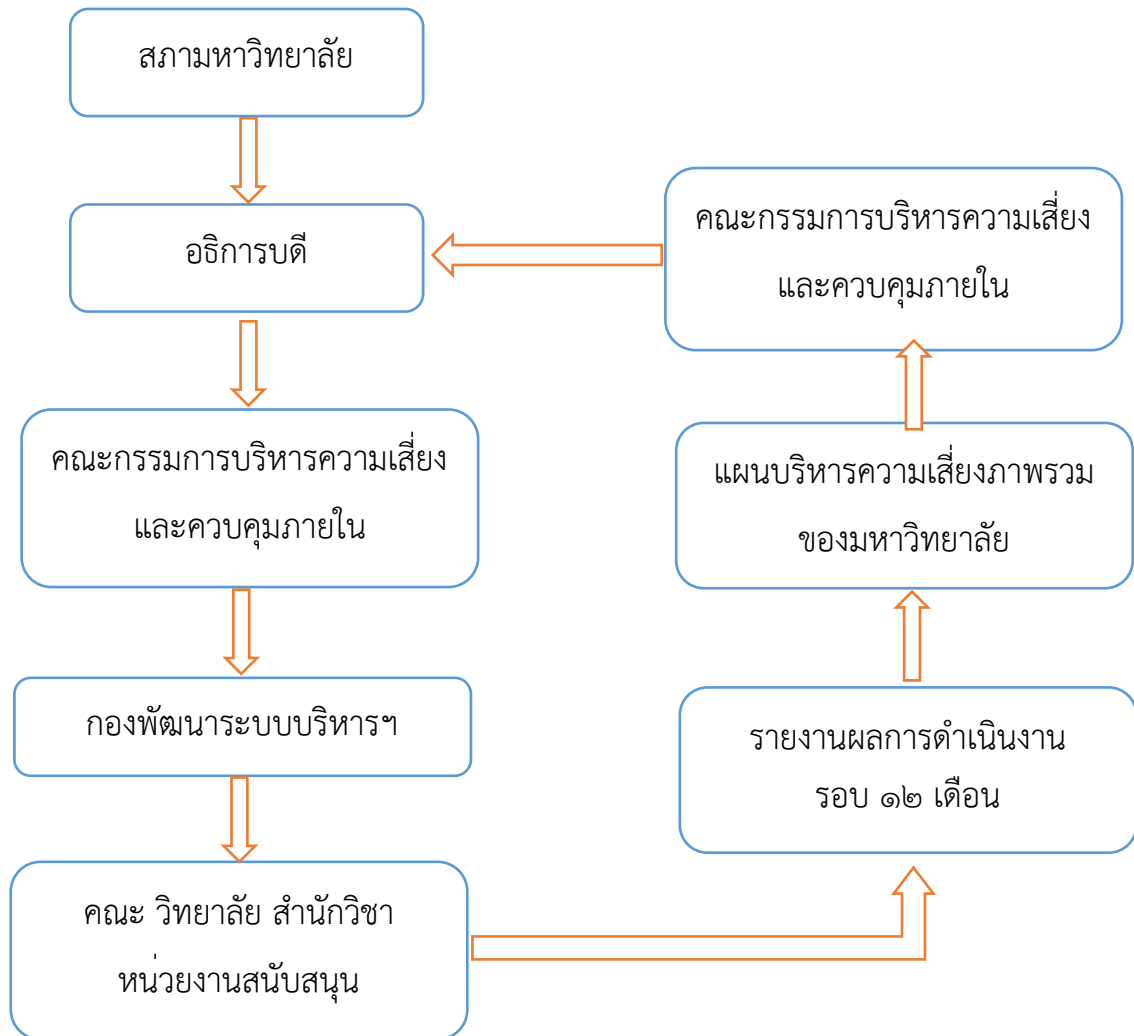 สภามหาวิทยาลัย
อธิการบดี
คณะกรรมการบริหารความเสี่ยง
และควบคุมภายใน
กองพัฒนาระบบบริหารฯ
คณะ วิทยาลัย สำนักวิชา
หน่วยงานสนับสนุน
รายงานผลการดำเนินงาน
รอบ ๑๒ เดือน
แผนบริหารความเสี่ยงภาพรวม
ของมหาวิทยาลัย
คณะกรรมการบริหารความเสี่ยง
และควบคุมภายใน